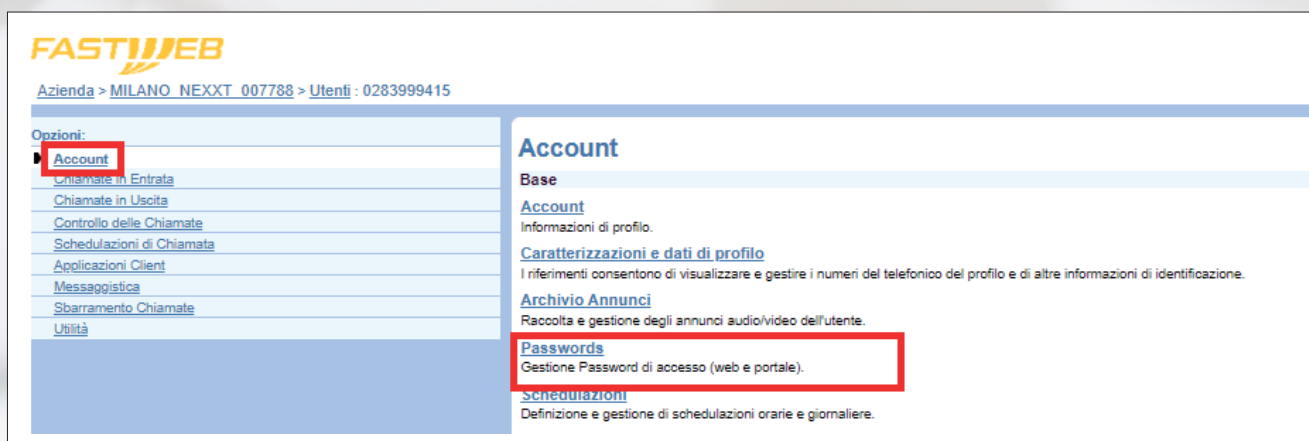 FASTWEB
Azienda > MILANO_NEXXT_007788 > Utenti : 0283999415
Opzioni:
Account
Chiamate in Entrata
Chiamate in Uscita
Controllo delle Chiamate
Schedulazioni di Chiamata
Applicazioni Client
Messaggistica
Sbarramento Chiamate
Utilità
Account
Base
Account
Informazioni di profilo.
Caratterizzazioni e dati di profilo
I riferimenti consentono di visualizzare e gestire i numeri del telefonico del profilo e di altre informazioni di identificazione.
Archivio Annunci
Raccolta e gestione degli annunci audio/video dell'utente.
Passwords
Gestione Password di accesso (web e portale).
Schedulazioni
Definizione e gestione di schedulazioni orarie e giornaliere.